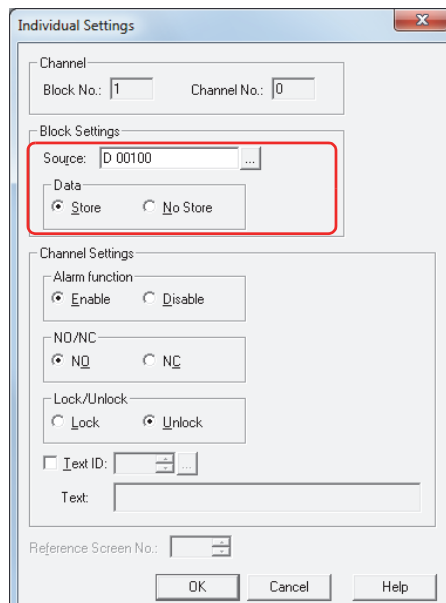 Individual Settings
Channel
Block No.: 1 Channel No.: 0
Block Settings
Source: D 00100 ...
Data
Store No Store
Channel Settings
Alarm function
Enable Disable
NO/NC
NO NC
Lock/Unlock
Lock Unlock
Text ID: ...
Text:
Reference Screen No.:
OK Cancel Help